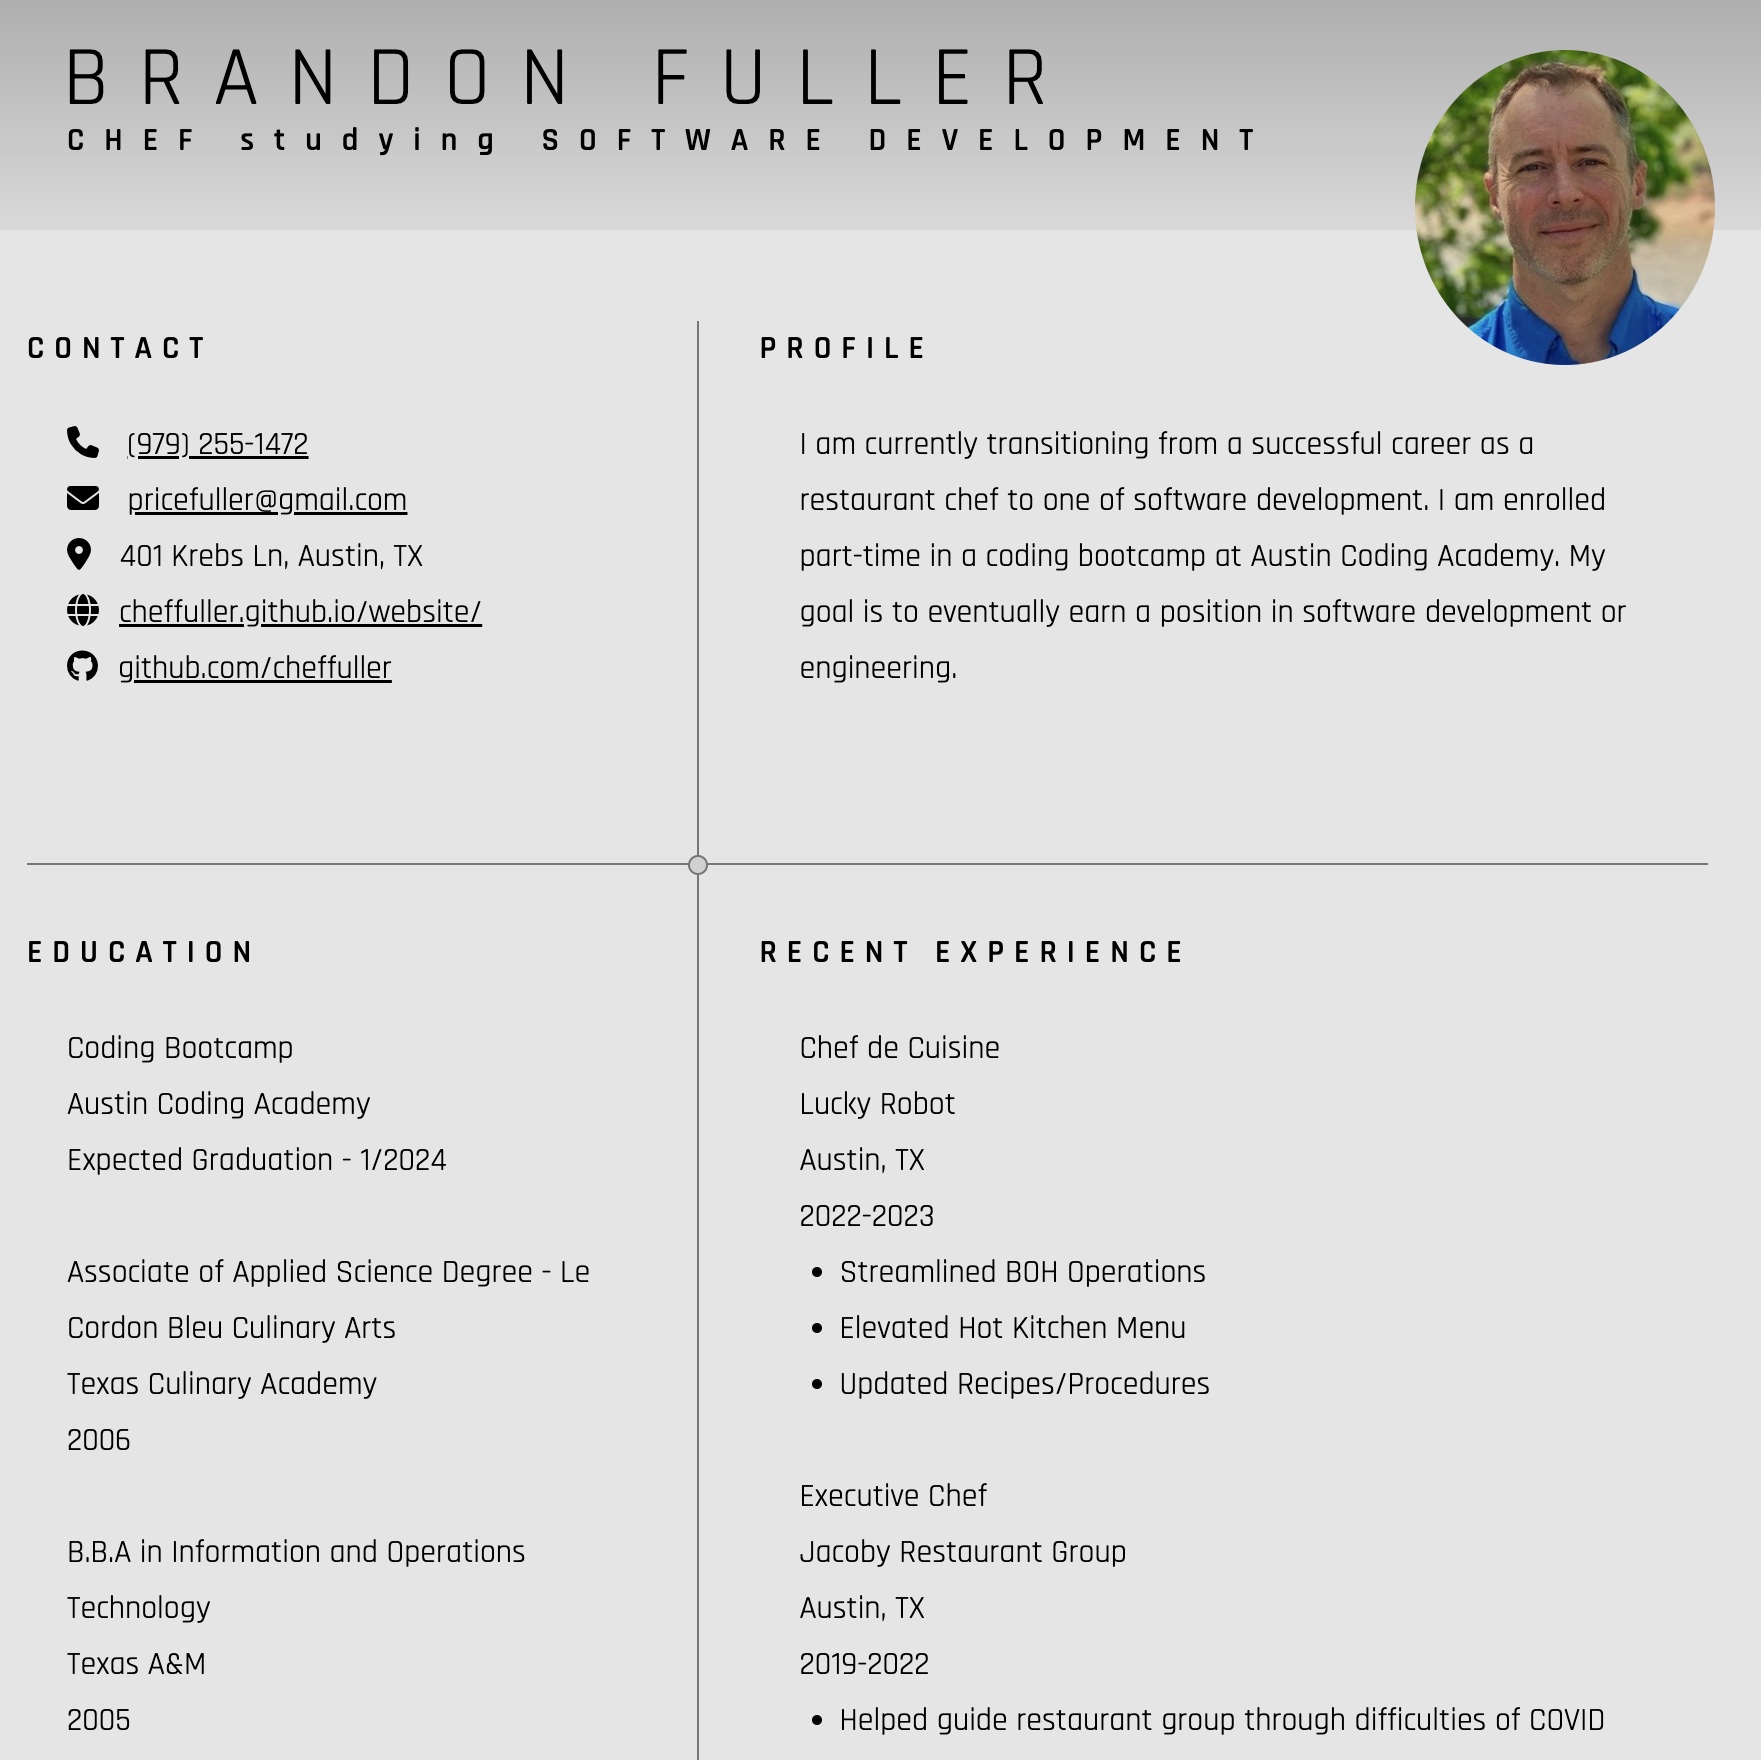 BRANDON FULLER
CHEF studying SOFTWARE DEVELOPMENT
CONTACT
(979) 255-1472
pricefuller@gmail.com
401 Krebs Ln, Austin, TX
cheffuller.github.io/website/
github.com/cheffuller
PROFILE
I am currently transitioning from a successful career as a
restaurant chef to one of software development. I am enrolled
part-time in a coding bootcamp at Austin Coding Academy. My
goal is to eventually earn a position in software development or
engineering.
EDUCATION
Coding Bootcamp
Austin Coding Academy
Expected Graduation - 1/2024
Associate of Applied Science Degree - Le
Cordon Bleu Culinary Arts
Texas Culinary Academy
2006
B.B.A in Information and Operations
Technology
Texas A&M
2005
RECENT EXPERIENCE
Chef de Cuisine
Lucky Robot
Austin, TX
2022-2023
• Streamlined BOH Operations
• Elevated Hot Kitchen Menu
• Updated Recipes/Procedures
Executive Chef
Jacoby Restaurant Group
Austin, TX
2019-2022
• Helped guide restaurant group through difficulties of COVID